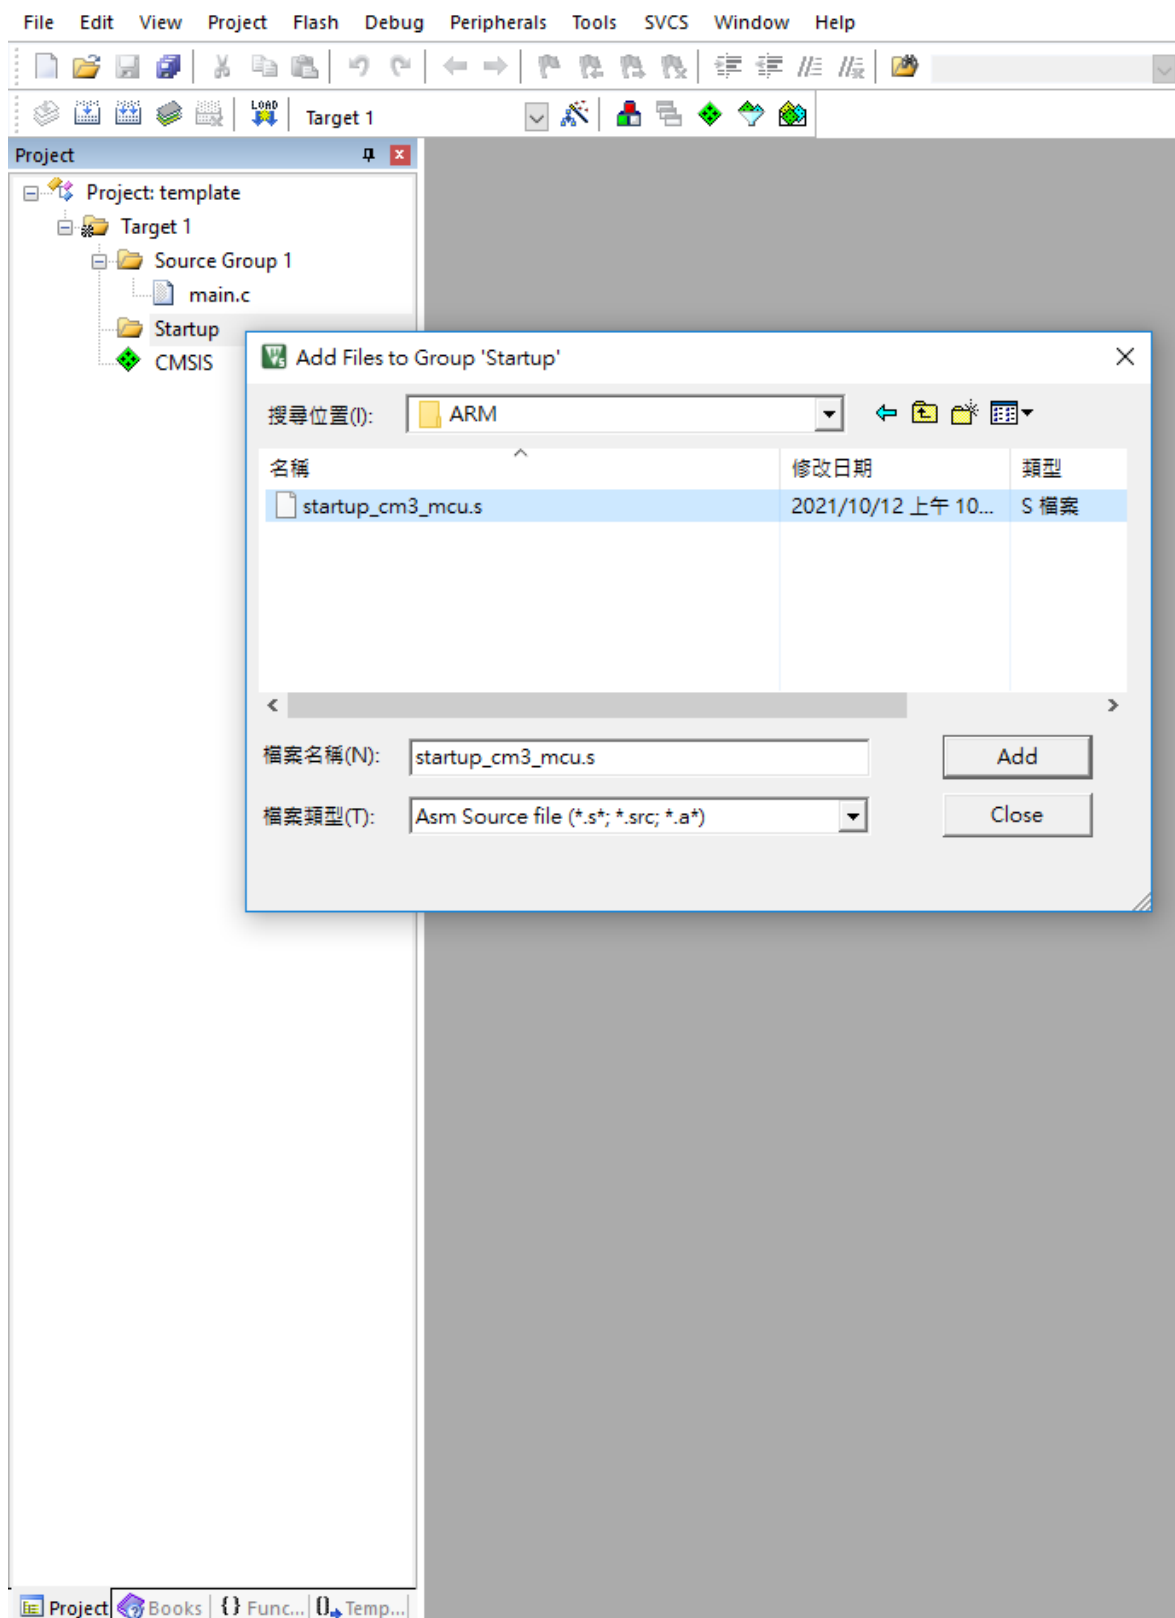 File Edit View Project Flash Debug Peripherals Tools SVCS Window Help
LOAD Target 1
Project
Project: template
Target 1
Source Group 1
main.c
Startup
CMSIS
Add Files to Group 'Startup'
搜尋位置(I): ARM
名稱 修改日期 類型
startup_cm3_mcu.s 2021/10/12 上午 10... S 檔案
檔案名稱(N): startup_cm3_mcu.s Add
檔案類型(T): Asm Source file (*.s*; *.src; *.a*) Close
Project Books {} Func... 0 Temp...